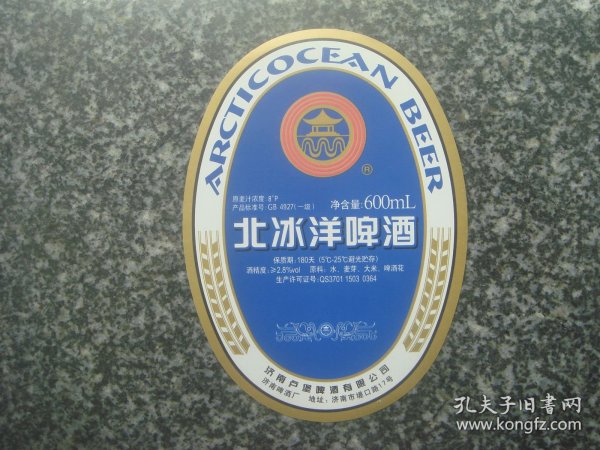 ARCTICOCEAN BEER
®
原麦汁浓度: 8°P
产品标准号: GB 4927(一级)
净含量: 600mL
北冰洋啤酒
保质期: 180天 (5℃-25℃避光贮存)
酒精度: ≥2.8%vol 原料: 水、麦芽、大米、啤酒花
生产许可证号: QS3701 1503 0364
济南卢堡啤酒有限公司
济南啤酒厂 地址: 济南市堤口路17号
孔夫子旧书网
www.kongfz.com